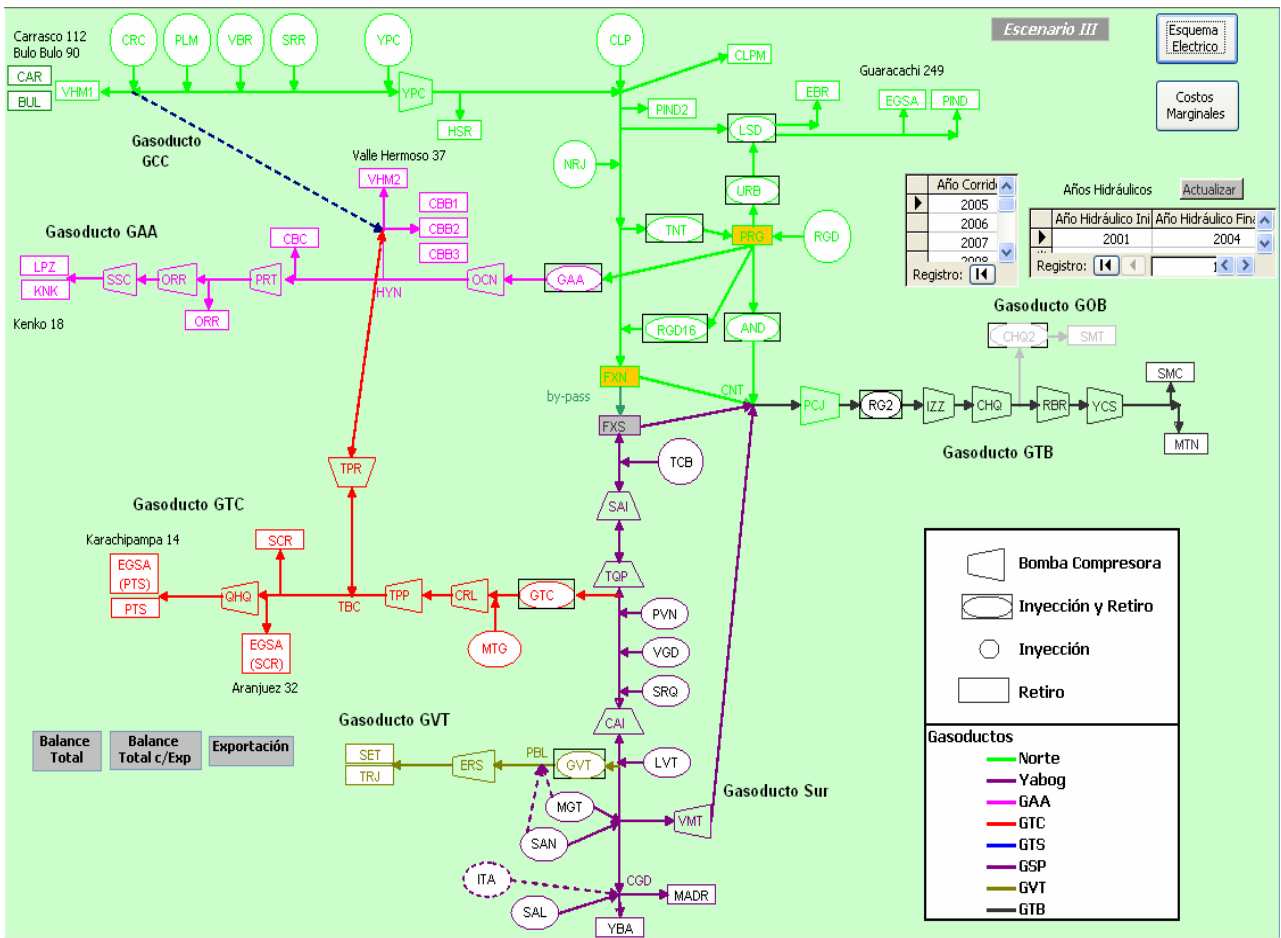 Escenario III
Esquema
Electrico
Costos
Marginales
Carrasco 112
Bulo Bulo 90
CAR
BUL
VHM1
CRC
PLM
VBR
SRR
YPC
YPC
HSR
CLP
CLPM
PIND2
Guaracachi 249
EBR
EGSA
PIND
LSD
URB
NRJ
TNT
PRG
RGD
Gasoducto
GCC
Valle Hermoso 37
VHM2
CBB1
CBB2
CBB3
Gasoducto GAA
CBC
LPZ
KNK
SSC
ORR
PRT
HYN
OCN
GAA
ORR
Kenko 18
RGD16
AND
Año Corrid
2005
2006
2007
2008
Registro:
Años Hidráulicos
Actualizar
Año Hidráulico Ini
Año Hidráulico Fina
2001
2004
Registro:
1
Gasoducto GOB
CHQ2
SMT
FXN
by-pass
FXS
CNT
PCJ
RG2
IZZ
CHQ
RBR
YCS
SMC
MTN
Gasoducto GTB
TCB
SAI
TQP
TPR
Gasoducto GTC
Karachipampa 14
EGSA
(PTS)
PTS
QHQ
SCR
EGSA
(SCR)
Aranjuez 32
TBC
TPP
CRL
GTC
MTG
PVN
VGD
SRQ
CAI
Gasoducto GVT
SET
TRJ
ERS
PBL
GVT
LVT
MGT
SAN
VMT
Gasoducto Sur
ITA
SAL
CGD
MADR
YBA
Balance
Total
Balance
Total c/Exp
Exportación
Bomba Compresora
Inyección y Retiro
Inyección
Retiro
Gasoductos
Norte
Yabog
GAA
GTC
GTS
GSP
GVT
GTB